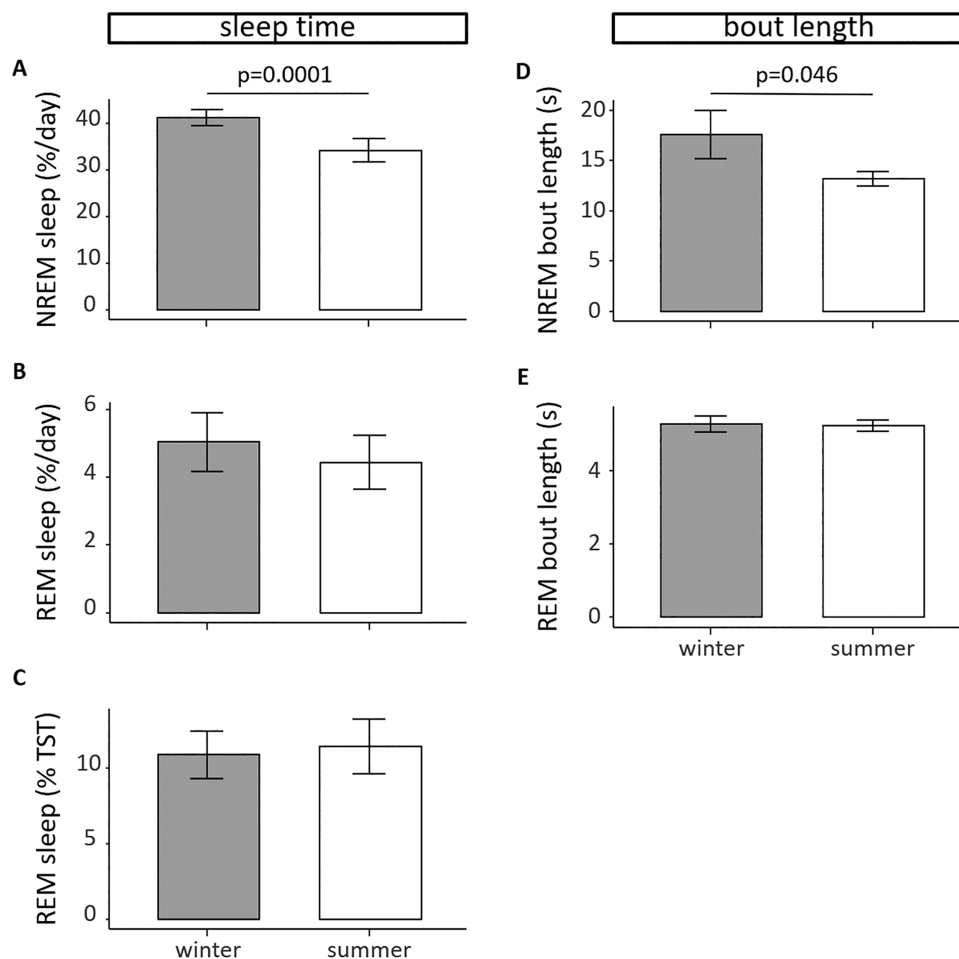 sleep time
A
p=0.0001
NREM sleep (%/day)
40
30
20
10
0
B
REM sleep (%/day)
6
4
2
0
C
REM sleep (% TST)
10
5
0
winter summer
bout length
D
p=0.046
NREM bout length (s)
20
15
10
5
0
E
REM bout length (s)
4
2
0
winter summer